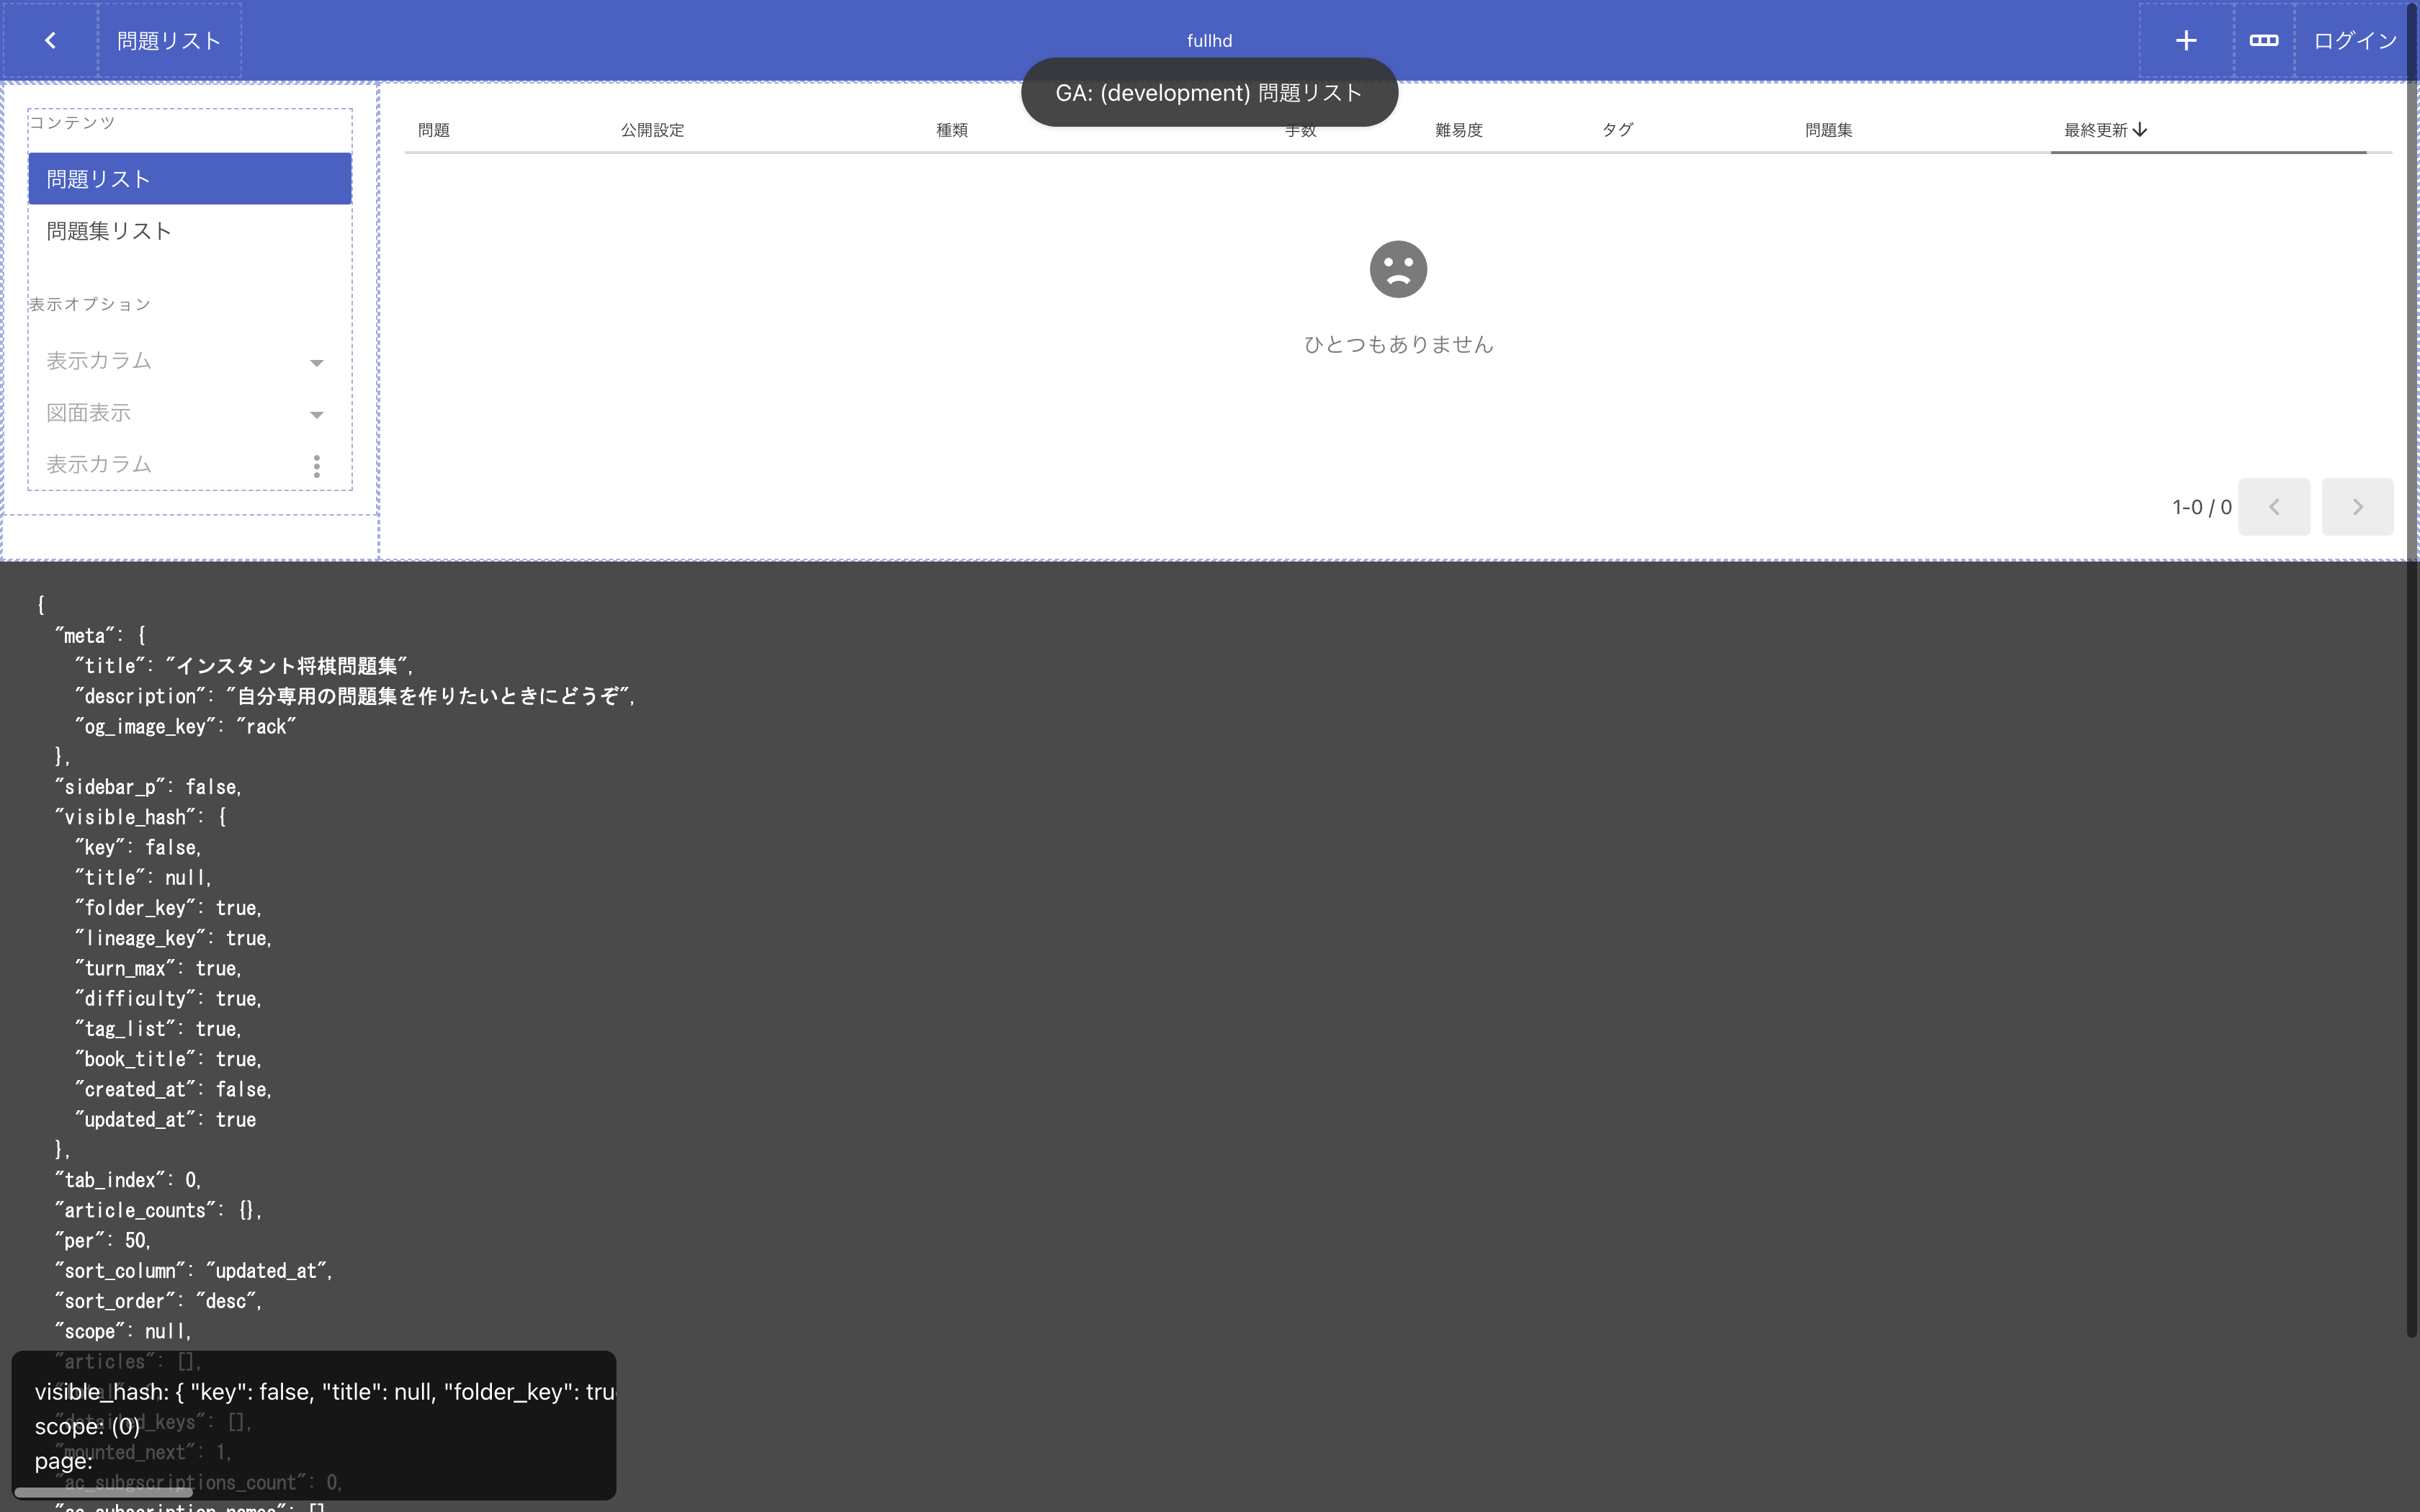 問題リスト
fullhd
ログイン
GA: (development) 問題リスト
コンテンツ
問題リスト
問題集リスト
表示オプション
表示カラム
図面表示
表示カラム
問題 公開設定 種類 手数 難易度 タグ 問題集 最終更新
ひとつもありません
1-0 / 0
{
"meta": {
"title": "インスタント将棋問題集",
"description": "自分専用の問題集を作りたいときにどうぞ",
"og_image_key": "rack"
},
"sidebar_p": false,
"visible_hash": {
"key": false,
"title": null,
"folder_key": true,
"lineage_key": true,
"turn_max": true,
"difficulty": true,
"tag_list": true,
"book_title": true,
"created_at": false,
"updated_at": true
},
"tab_index": 0,
"article_counts": {},
"per": 50,
"sort_column": "updated_at",
"sort_order": "desc",
"scope": null,
"articles": [],
"detailed_keys": [],
"mounted_next": 1,
"ac_subgscriptions_count": 0,
visible_hash: { "key": false, "title": null, "folder_key": tru
scope: (0)
page: